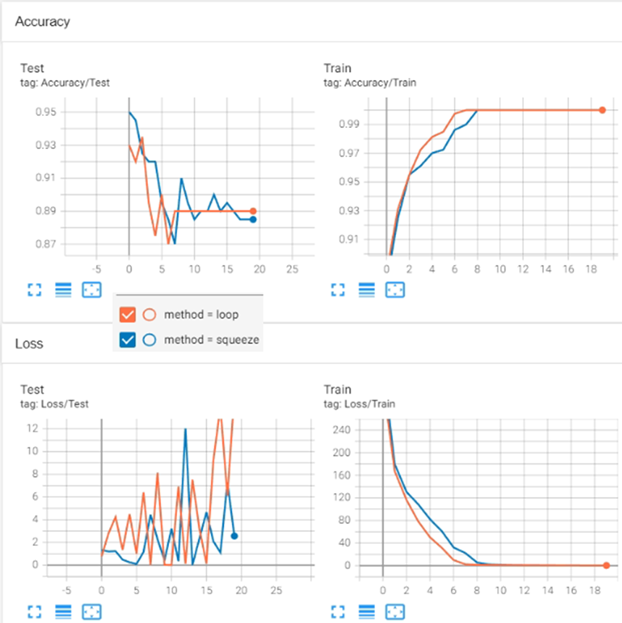 Accuracy
Test
tag: Accuracy/Test
0.95
0.93
0.91
0.89
0.87
-5 0 5 10 15 20 25
Train
tag: Accuracy/Train
0.99
0.97
0.95
0.93
0.91
0 2 4 6 8 10 12 14 16 18
method = loop
method = squeeze
Loss
Test
tag: Loss/Test
12
10
8
6
4
2
0
-5 0 5 10 15 20 25
Train
tag: Loss/Train
240
200
160
120
80
40
0
0 2 4 6 8 10 12 14 16 18